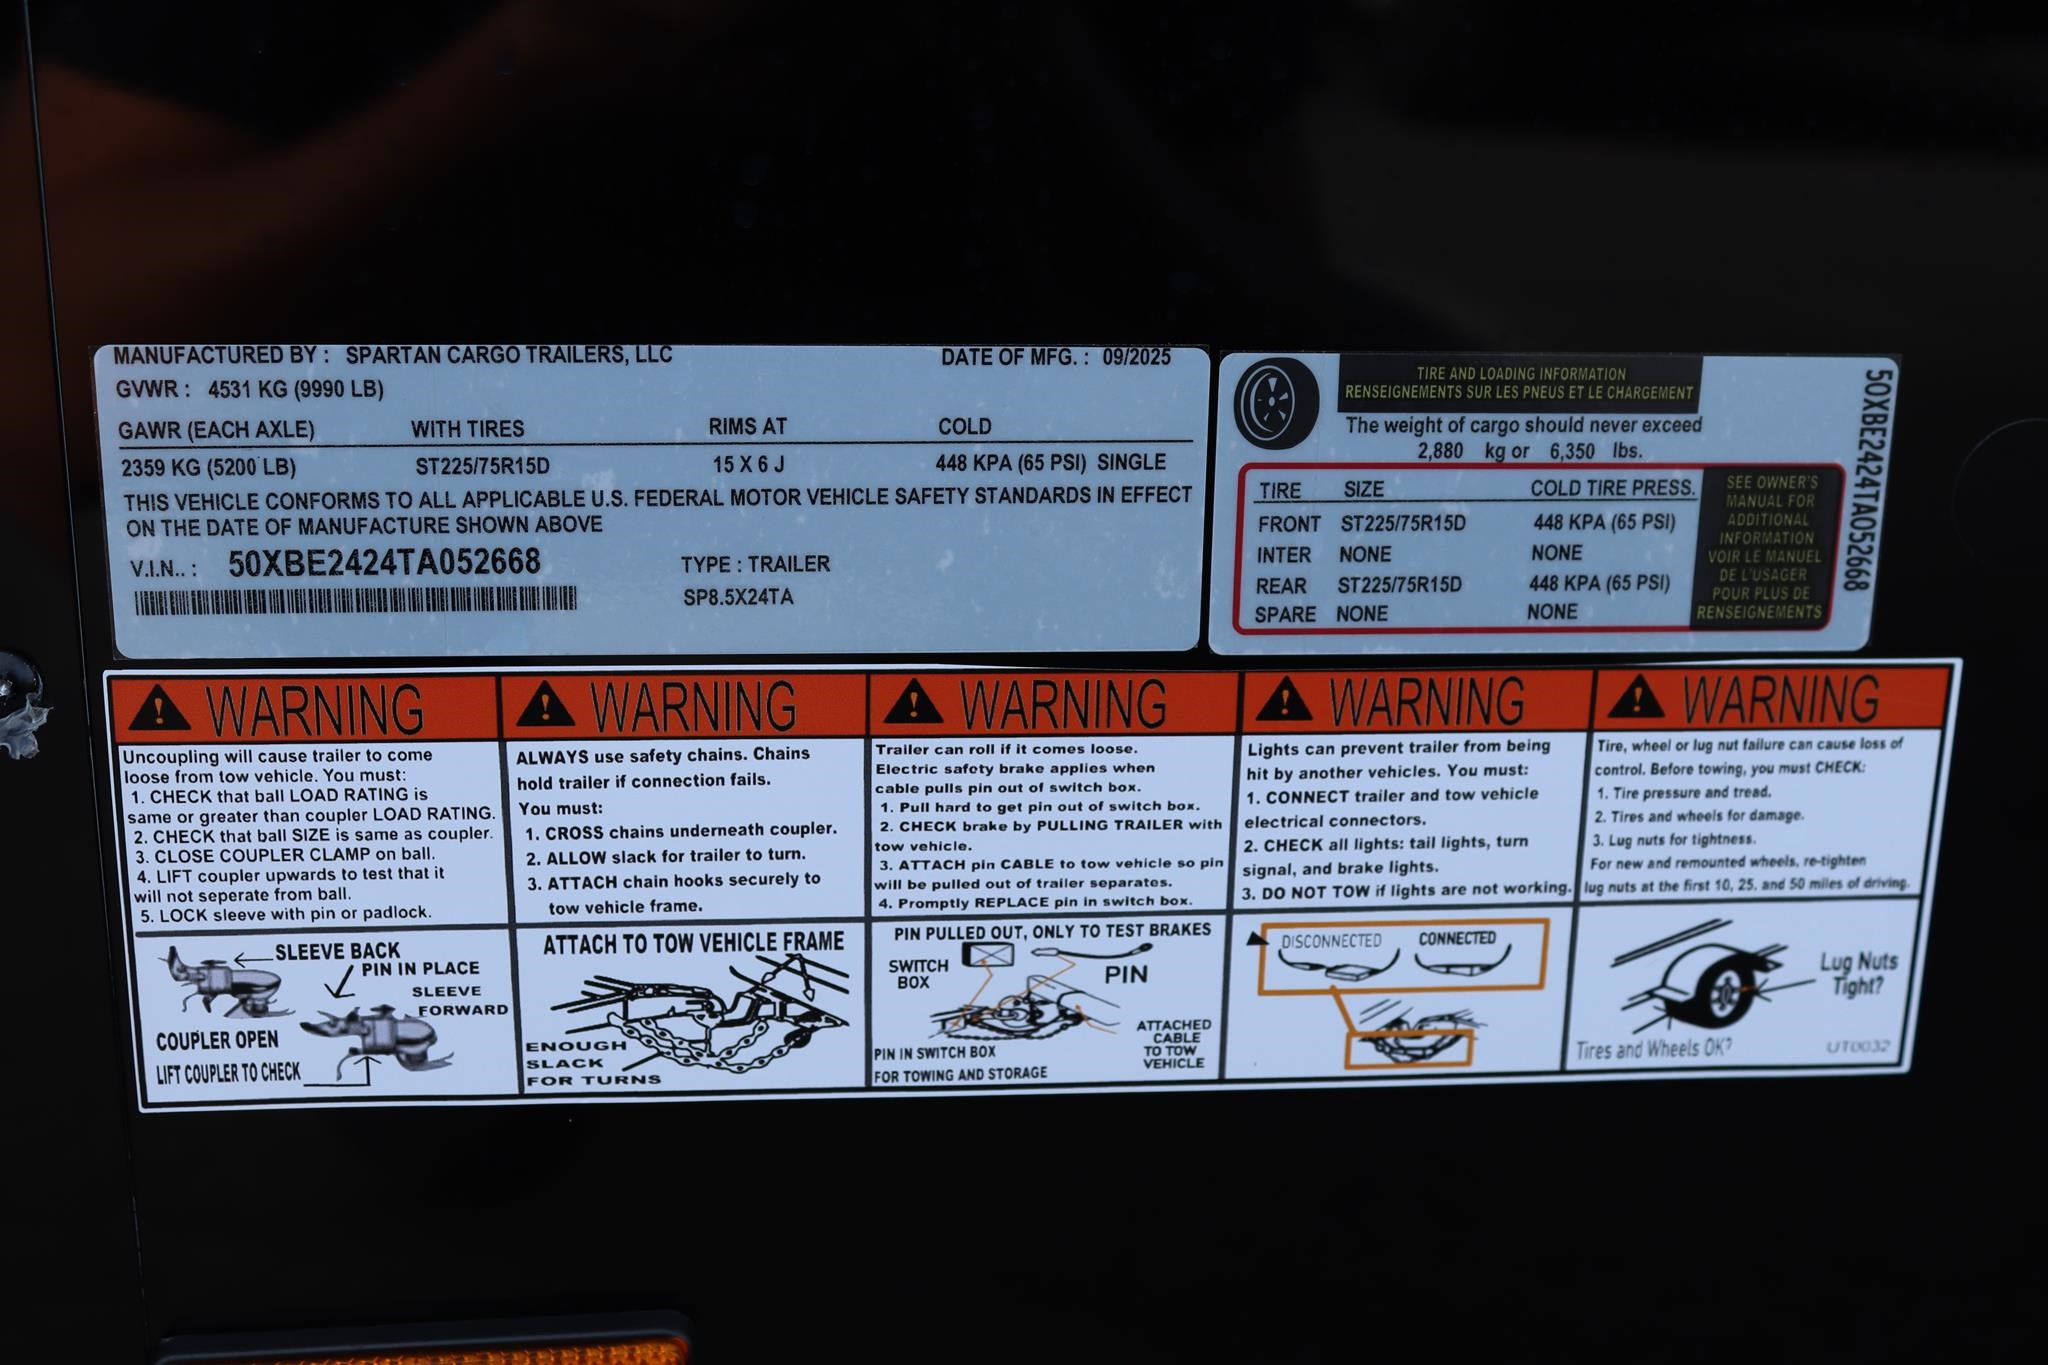 MANUFACTURED BY : SPARTAN CARGO TRAILERS, LLC DATE OF MFG. : 09/2025
GVWR : 4531 KG (9990 LB)
GAWR (EACH AXLE) WITH TIRES RIMS AT COLD
2359 KG (5200 LB) ST225/75R15D 15 X 6 J 448 KPA (65 PSI) SINGLE
THIS VEHICLE CONFORMS TO ALL APPLICABLE U.S. FEDERAL MOTOR VEHICLE SAFETY STANDARDS IN EFFECT
ON THE DATE OF MANUFACTURE SHOWN ABOVE
V.I.N.. : 50XBE2424TA052668 TYPE : TRAILER
SP8.5X24TA
TIRE AND LOADING INFORMATION
RENSEIGNEMENTS SUR LES PNEUS ET LE CHARGEMENT
The weight of cargo should never exceed
2,880 kg or 6,350 lbs.
TIRE SIZE COLD TIRE PRESS.
FRONT ST225/75R15D 448 KPA (65 PSI)
INTER NONE NONE
REAR ST225/75R15D 448 KPA (65 PSI)
SPARE NONE NONE
SEE OWNER'S
MANUAL FOR
ADDITIONAL
INFORMATION
VOIR LE MANUEL
DE L'USAGER
POUR PLUS DE
RENSEIGNEMENTS
50XBE2424TA052668
WARNING
Uncoupling will cause trailer to come
loose from tow vehicle. You must:
1. CHECK that ball LOAD RATING is
same or greater than coupler LOAD RATING.
2. CHECK that ball SIZE is same as coupler.
3. CLOSE COUPLER CLAMP on ball.
4. LIFT coupler upwards to test that it
will not seperate from ball.
5. LOCK sleeve with pin or padlock.
SLEEVE BACK
PIN IN PLACE
SLEEVE
FORWARD
COUPLER OPEN
LIFT COUPLER TO CHECK
WARNING
ALWAYS use safety chains. Chains
hold trailer if connection fails.
You must:
1. CROSS chains underneath coupler.
2. ALLOW slack for trailer to turn.
3. ATTACH chain hooks securely to
tow vehicle frame.
ATTACH TO TOW VEHICLE FRAME
ENOUGH
SLACK
FOR TURNS
WARNING
Trailer can roll if it comes loose.
Electric safety brake applies when
cable pulls pin out of switch box.
1. Pull hard to get pin out of switch box.
2. CHECK brake by PULLING TRAILER with
tow vehicle.
3. ATTACH pin CABLE to tow vehicle so pin
will be pulled out of trailer separates.
4. Promptly REPLACE pin in switch box.
PIN PULLED OUT, ONLY TO TEST BRAKES
SWITCH
BOX
PIN
ATTACHED
CABLE
TO TOW
VEHICLE
PIN IN SWITCH BOX
FOR TOWING AND STORAGE
WARNING
Lights can prevent trailer from being
hit by another vehicles. You must:
1. CONNECT trailer and tow vehicle
electrical connectors.
2. CHECK all lights: tail lights, turn
signal, and brake lights.
3. DO NOT TOW if lights are not working.
DISCONNECTED CONNECTED
WARNING
Tire, wheel or lug nut failure can cause loss of
control. Before towing, you must CHECK:
1. Tire pressure and tread.
2. Tires and wheels for damage.
3. Lug nuts for tightness.
For new and remounted wheels, re-tighten
lug nuts at the first 10, 25, and 50 miles of driving.
Lug Nuts
Tight?
Tires and Wheels OK?
UT0032